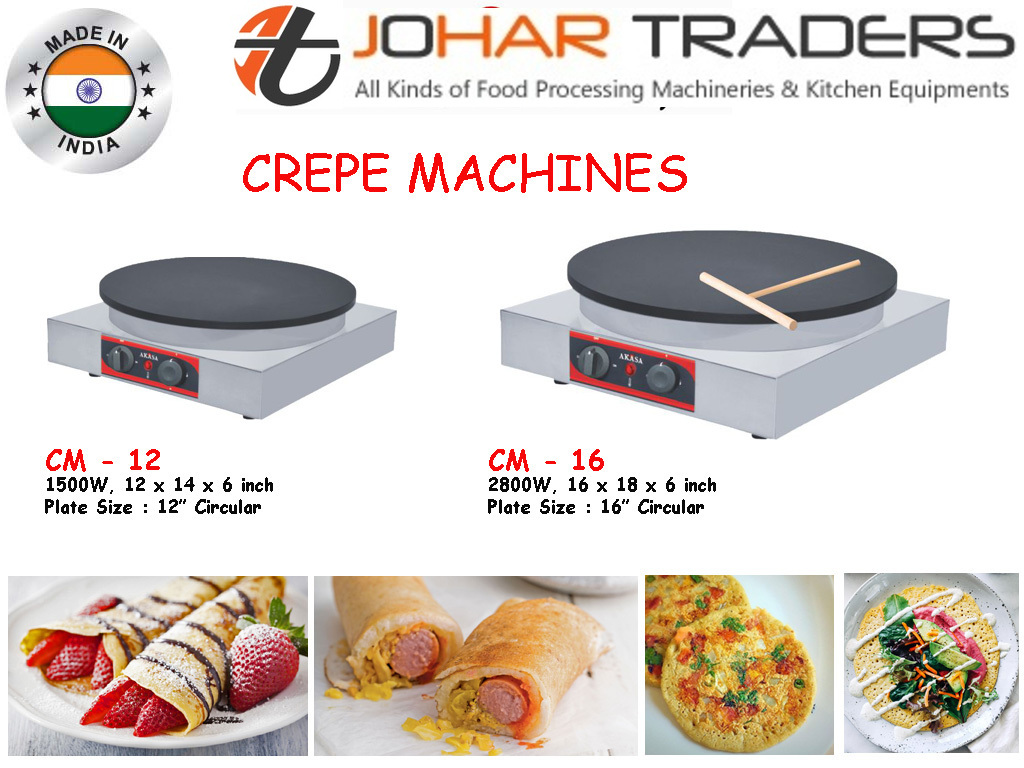 MADE IN
INDIA
JOHAR TRADERS
All Kinds of Food Processing Machineries & Kitchen Equipments
CREPE MACHINES
AKASA
AKASA
CM - 12
1500W, 12 x 14 x 6 inch
Plate Size : 12” Circular
CM - 16
2800W, 16 x 18 x 6 inch
Plate Size : 16” Circular